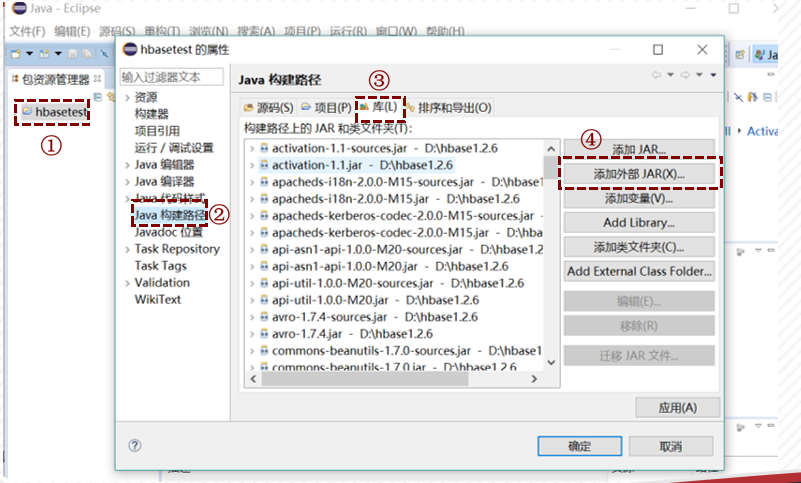 Java - Eclipse
文件(F) 编辑(E) 源码(S) 重构(T) 浏览(N) 搜索(A) 项目(P) 运行(R) 窗口(W) 帮助(H)
包资源管理器
hbasetest
①
hbasetest 的属性
输入过滤器文本
资源
构建器
项目引用
运行 / 调试设置
Java 编辑器
Java 编译器
Java 代码样式
Java 构建路径
②
Javadoc 位置
Task Repository
Task Tags
Validation
WikiText
Java 构建路径
③
源码(S) 项目(P) 库(L) 排序和导出(O)
构建路径上的 JAR 和类文件夹(T):
activation-1.1-sources.jar - D:\hbase1.2.6
activation-1.1.jar - D:\hbase1.2.6
apacheds-i18n-2.0.0-M15-sources.jar - D:\hbase
apacheds-i18n-2.0.0-M15.jar - D:\hbase1.2.6
apacheds-kerberos-codec-2.0.0-M15-sources.jar
apacheds-kerberos-codec-2.0.0-M15.jar - D:\hb
api-asn1-api-1.0.0-M20-sources.jar - D:\hbase1
api-asn1-api-1.0.0-M20.jar - D:\hbase1.2.6
api-util-1.0.0-M20-sources.jar - D:\hbase1.2.6
api-util-1.0.0-M20.jar - D:\hbase1.2.6
avro-1.7.4-sources.jar - D:\hbase1.2.6
avro-1.7.4.jar - D:\hbase1.2.6
commons-beanutils-1.7.0-sources.jar - D:\hbase1
commons-beanutils-1.7.0.jar - D:\hbase1.2.6
④
添加 JAR...
添加外部 JAR(X)...
添加变量(V)...
Add Library...
添加类文件夹(C)...
Add External Class Folder...
编辑(E)...
移除(R)
迁移 JAR 文件...
应用(A)
确定
取消
Ja
Activa